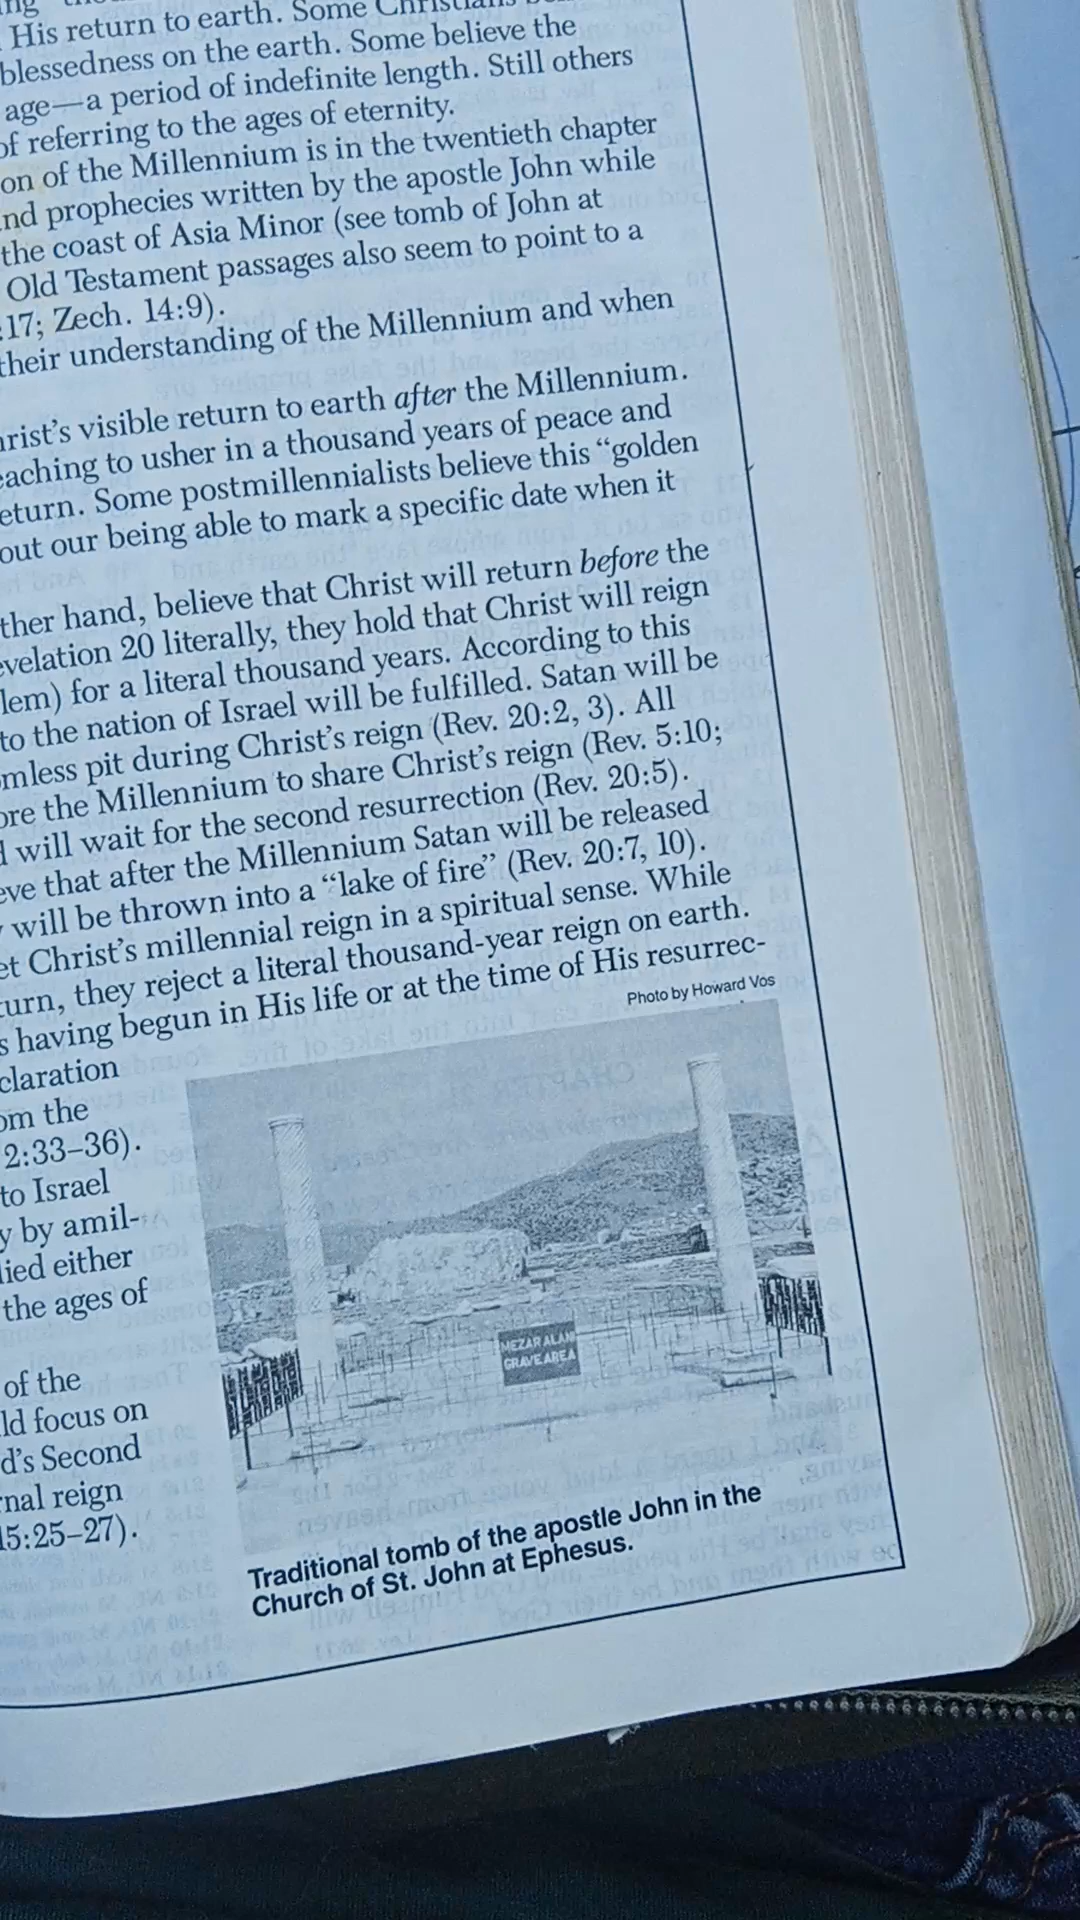 His return to earth. Some Christians
blessedness on the earth. Some believe the
age—a period of indefinite length. Still others
of referring to the ages of eternity.
on of the Millennium is in the twentieth chapter
nd prophecies written by the apostle John while
the coast of Asia Minor (see tomb of John at
Old Testament passages also seem to point to a
:17; Zech. 14:9).
their understanding of the Millennium and when
rist's visible return to earth after the Millennium.
eaching to usher in a thousand years of peace and
eturn. Some postmillennialists believe this “golden
out our being able to mark a specific date when it
ther hand, believe that Christ will return before the
evelation 20 literally, they hold that Christ will reign
lem) for a literal thousand years. According to this
to the nation of Israel will be fulfilled. Satan will be
mless pit during Christ's reign (Rev. 20:2, 3). All
ore the Millennium to share Christ's reign (Rev. 5:10;
d will wait for the second resurrection (Rev. 20:5).
eve that after the Millennium Satan will be released
will be thrown into a “lake of fire” (Rev. 20:7, 10).
et Christ's millennial reign in a spiritual sense. While
turn, they reject a literal thousand-year reign on earth.
s having begun in His life or at the time of His resurrec-
claration
om the
2:33–36).
to Israel
y by amil-
lied either
the ages of
of the
ld focus on
d's Second
rnal reign
15:25–27).
Photo by Howard Vos
MEZAR ALANI
GRAVE AREA
Traditional tomb of the apostle John in the
Church of St. John at Ephesus.